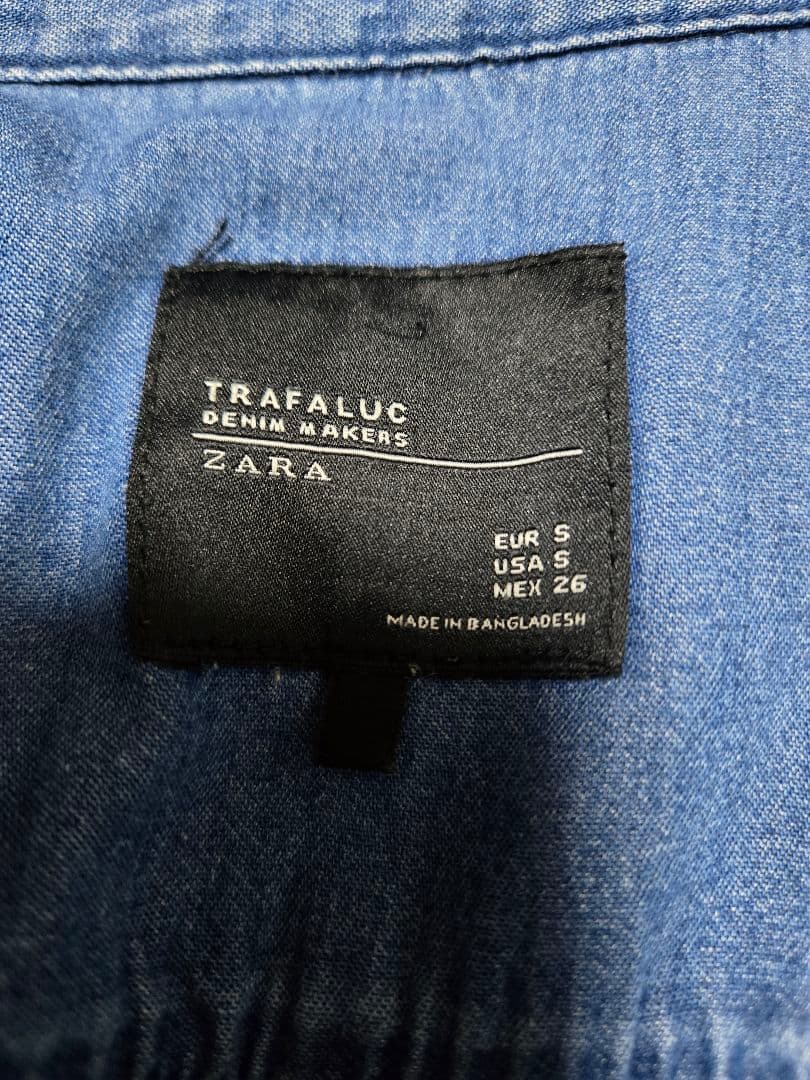 TRAFALUC
DENIM MAKERS
ZARA
EUR S
USA S
MEX 26
MADE IN BANGLADESH